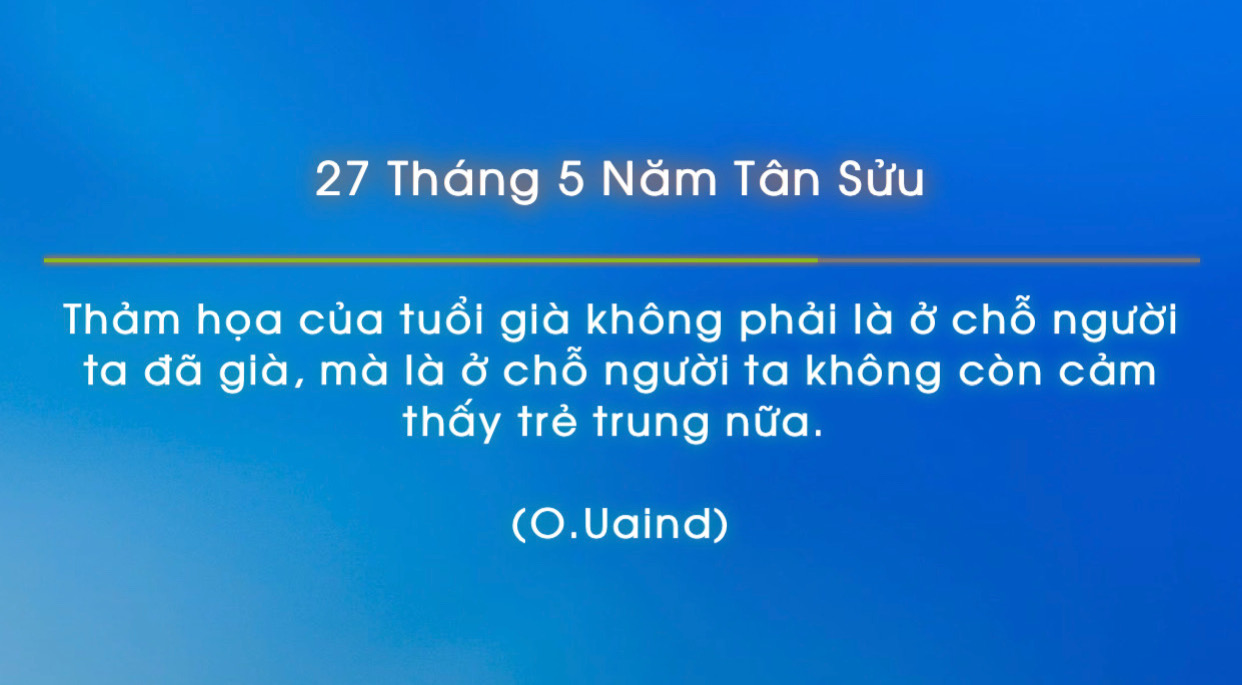 27 Tháng 5 Năm Tân Sửu
Thảm họa của tuổi già không phải là ở chỗ người
ta đã già, mà là ở chỗ người ta không còn cảm
thấy trẻ trung nữa.
(O.Uaind)